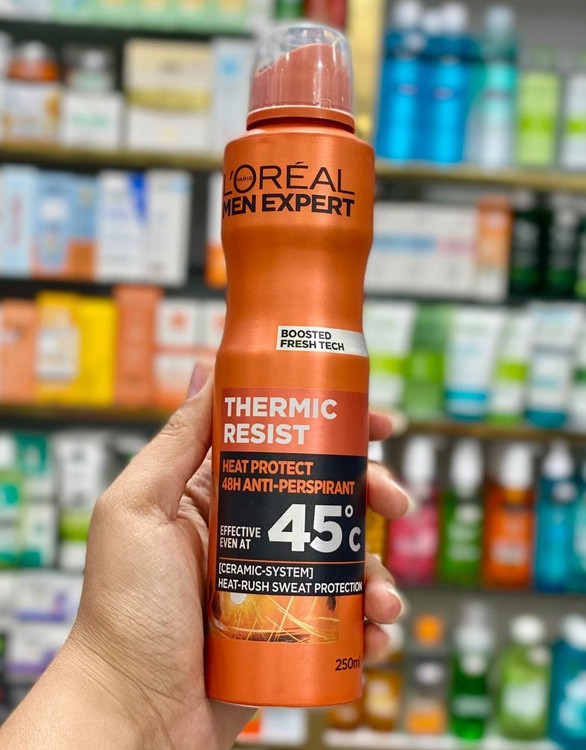 L'ORÉAL
PARIS
MEN EXPERT
BOOSTED
FRESH TECH
THERMIC
RESIST
HEAT PROTECT
48H ANTI-PERSPIRANT
EFFECTIVE
EVEN AT
45°C
[CERAMIC-SYSTEM]
HEAT-RUSH SWEAT PROTECTION
250ml